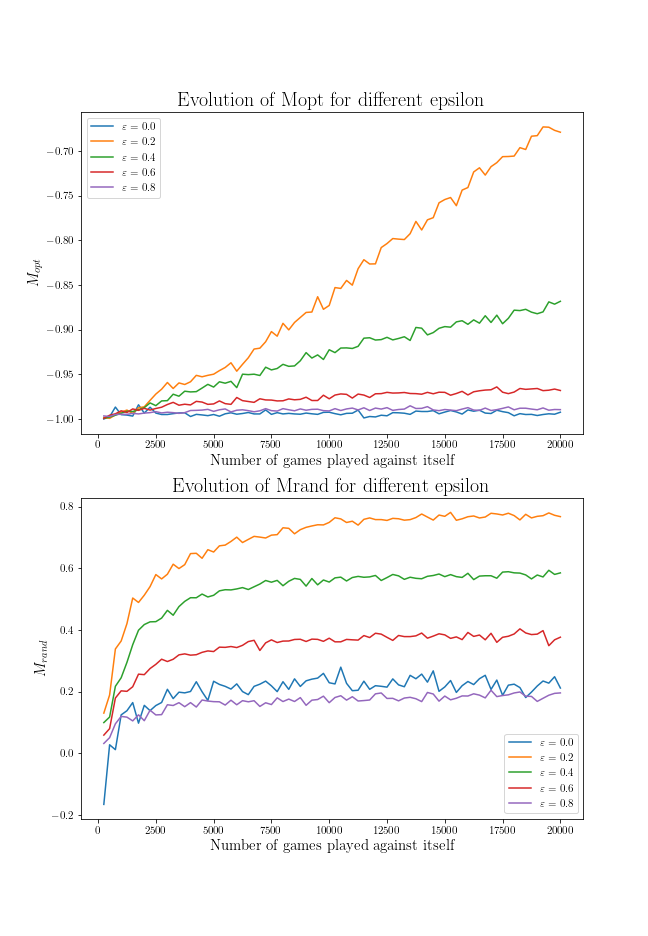 Evolution of Mopt for different epsilon
ε = 0.0
ε = 0.2
ε = 0.4
ε = 0.6
ε = 0.8
−0.70
−0.75
−0.80
−0.85
−0.90
−0.95
−1.00
M_opt
0 2500 5000 7500 10000 12500 15000 17500 20000
Number of games played against itself
Evolution of Mrand for different epsilon
0.8
0.6
0.4
0.2
0.0
−0.2
M_rand
ε = 0.0
ε = 0.2
ε = 0.4
ε = 0.6
ε = 0.8
0 2500 5000 7500 10000 12500 15000 17500 20000
Number of games played against itself